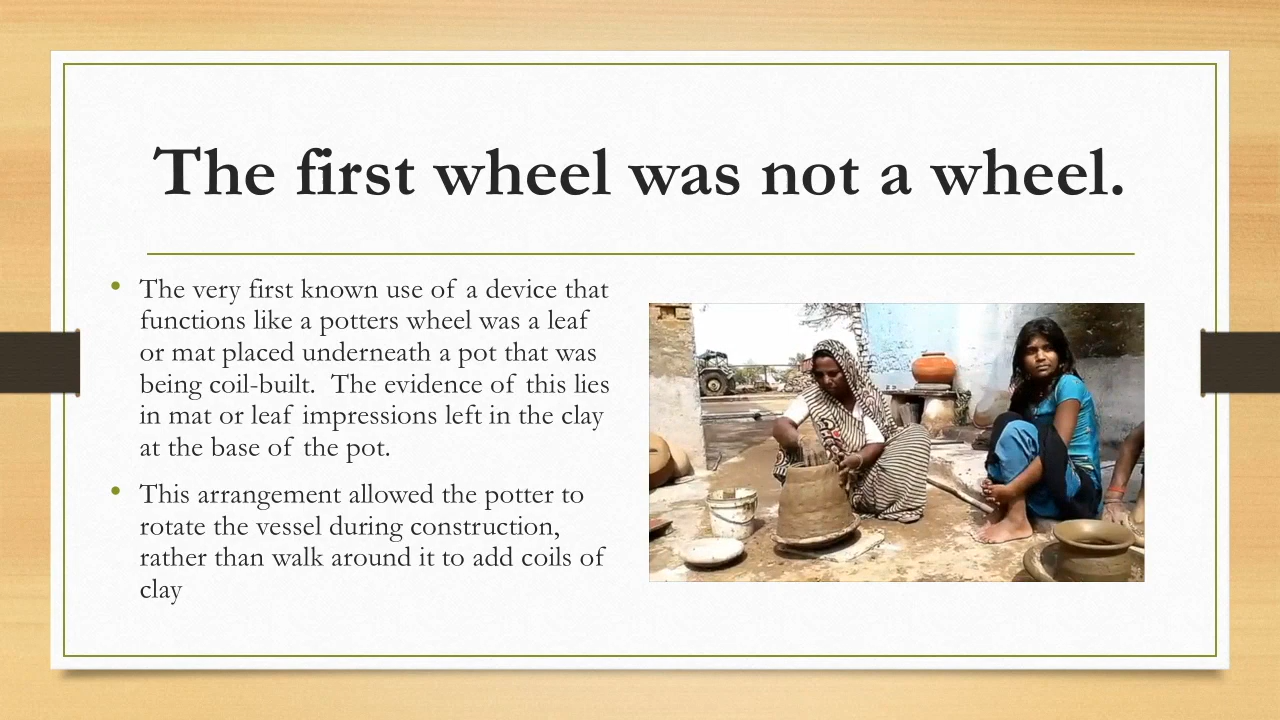 The first wheel was not a wheel.
• The very first known use of a device that
functions like a potters wheel was a leaf
or mat placed underneath a pot that was
being coil-built.  The evidence of this lies
in mat or leaf impressions left in the clay
at the base of the pot.
• This arrangement allowed the potter to
rotate the vessel during construction,
rather than walk around it to add coils of
clay